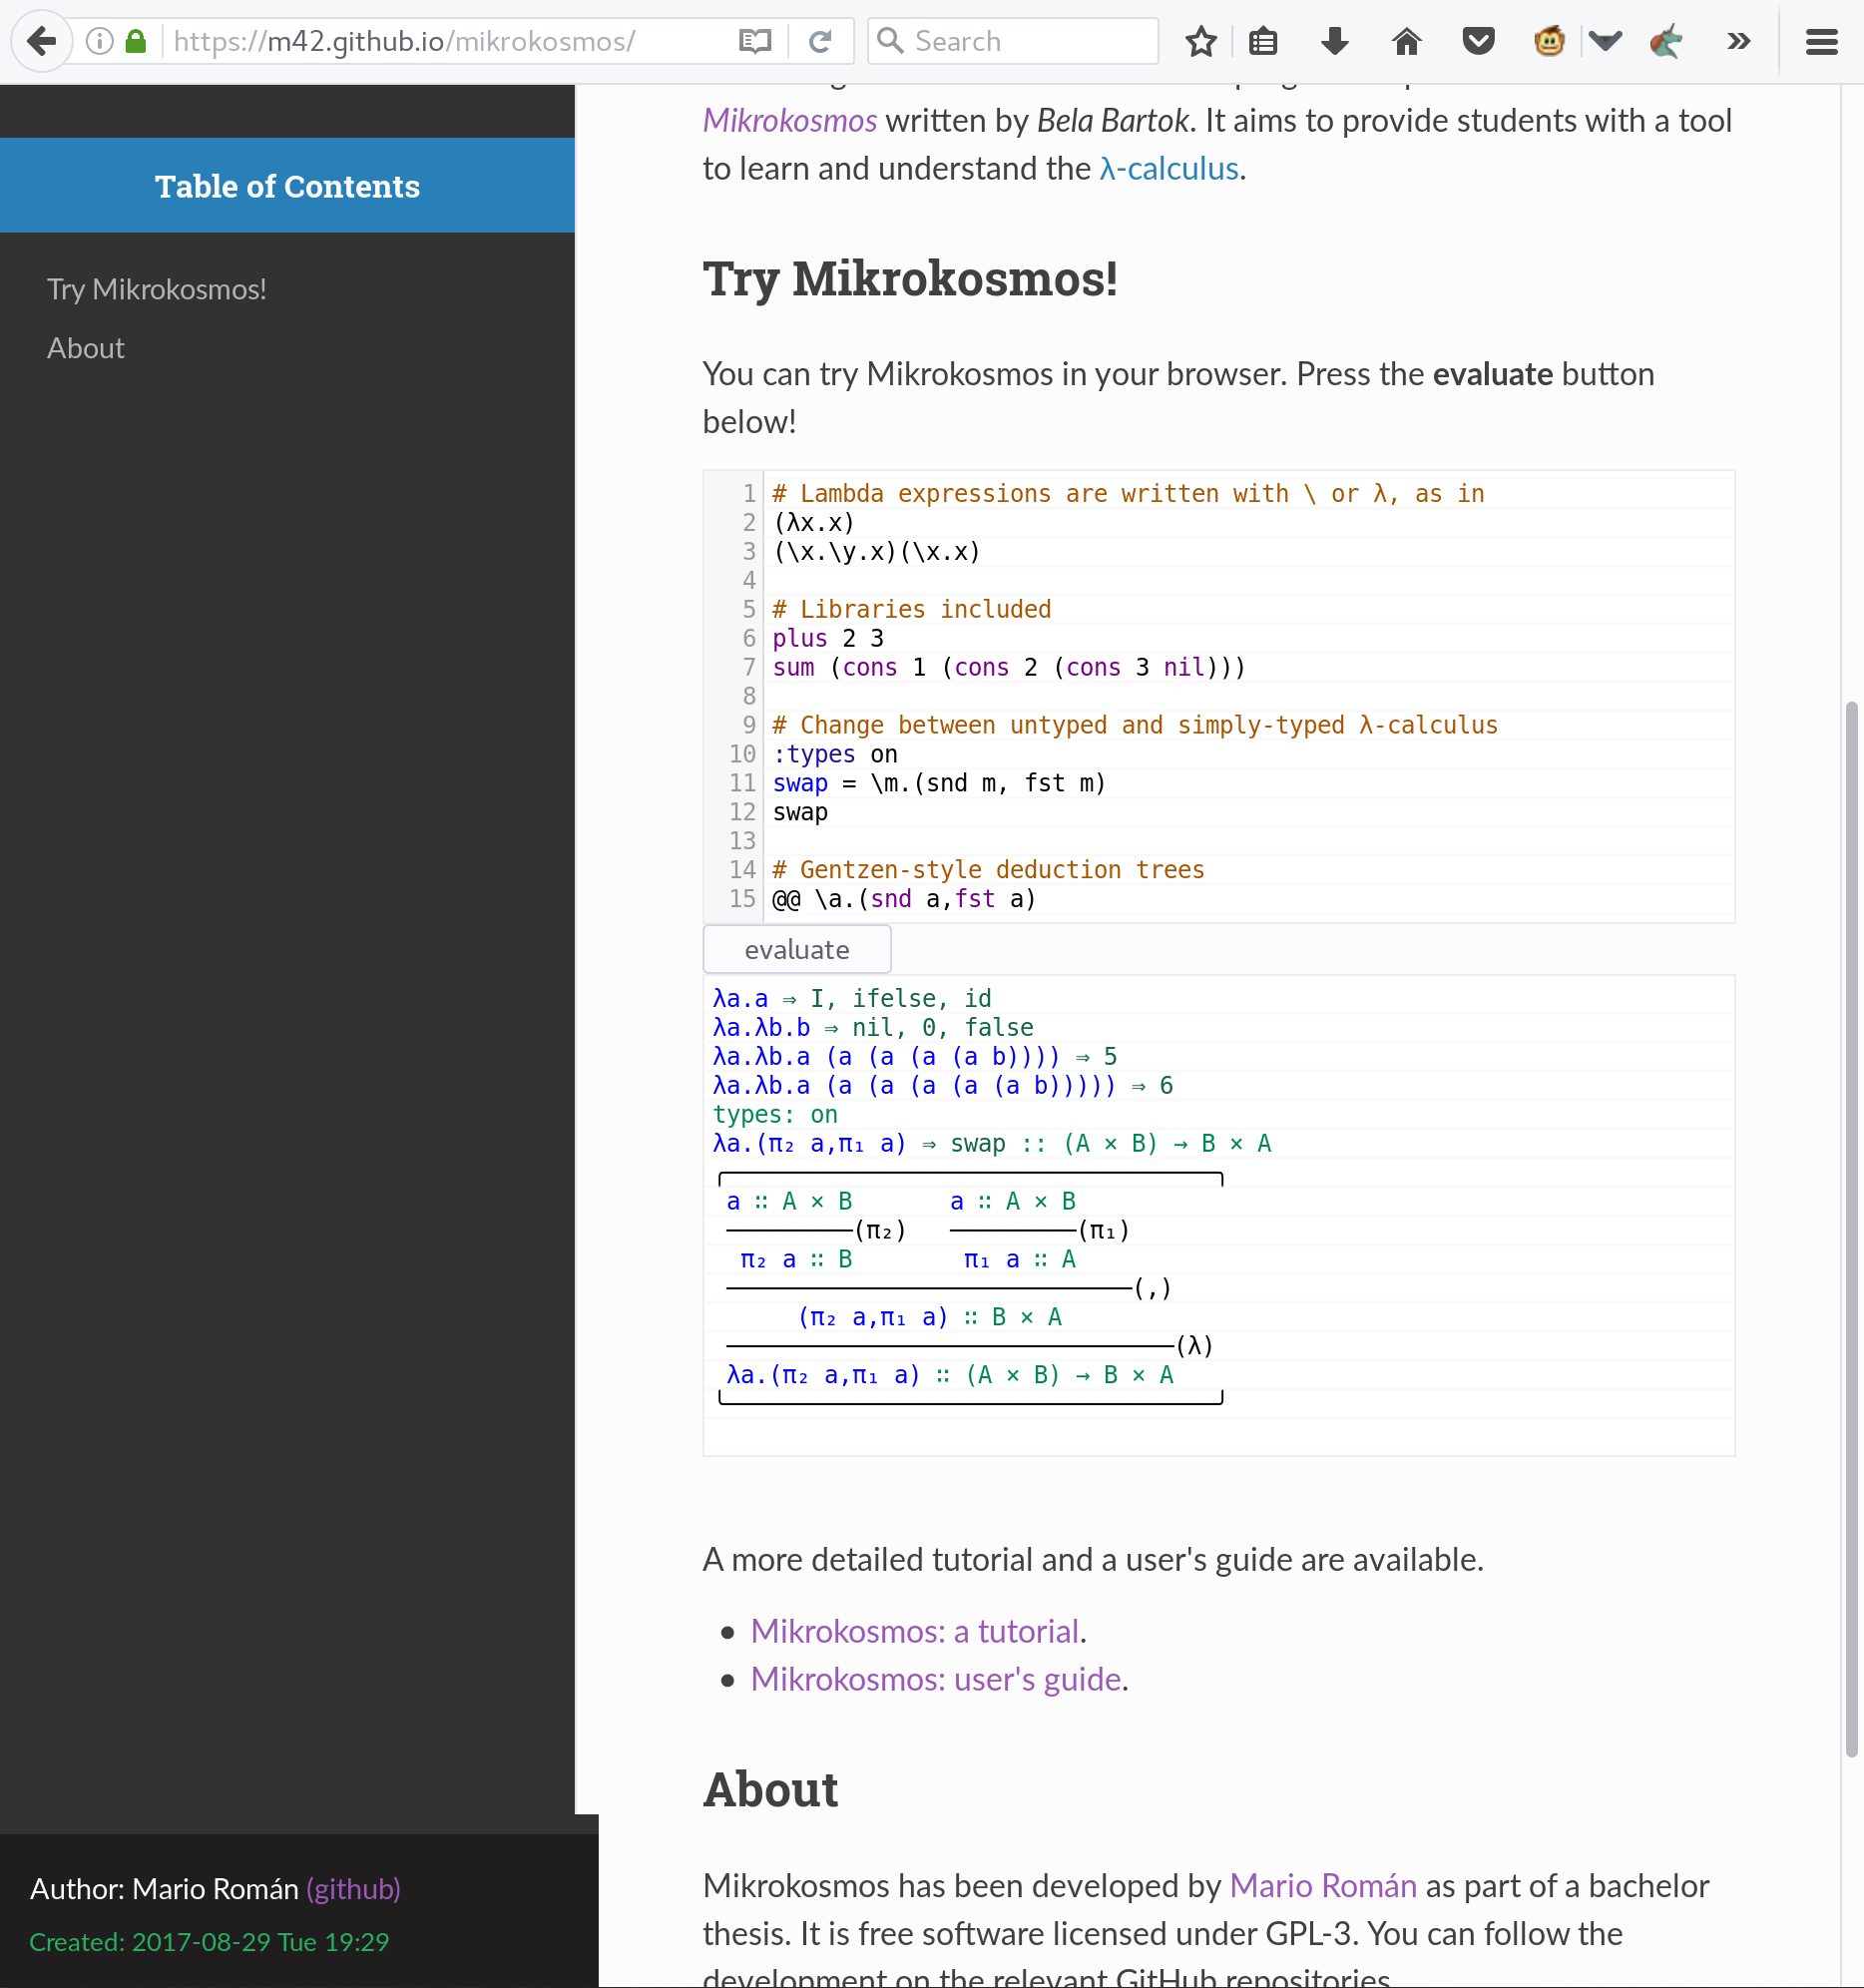 https://m42.github.io/mikrokosmos/
Search
Table of Contents
Try Mikrokosmos!
About
Mikrokosmos written by Bela Bartok. It aims to provide students with a tool
to learn and understand the λ-calculus.
Try Mikrokosmos!
You can try Mikrokosmos in your browser. Press the evaluate button
below!
1 # Lambda expressions are written with \ or λ, as in
2 (λx.x)
3 (\x.\y.x)(\x.x)
4
5 # Libraries included
6 plus 2 3
7 sum (cons 1 (cons 2 (cons 3 nil)))
8
9 # Change between untyped and simply-typed λ-calculus
10 :types on
11 swap = \m.(snd m, fst m)
12 swap
13
14 # Gentzen-style deduction trees
15 @@ \a.(snd a,fst a)
evaluate
λa.a ⇒ I, ifelse, id
λa.λb.b ⇒ nil, 0, false
λa.λb.a (a (a (a (a b)))) ⇒ 5
λa.λb.a (a (a (a (a (a b))))) ⇒ 6
types: on
λa.(π₂ a,π₁ a) ⇒ swap :: (A × B) → B × A
a ∷ A × B a ∷ A × B
(π₂) (π₁)
π₂ a ∷ B π₁ a ∷ A
(,)
(π₂ a,π₁ a) ∷ B × A
(λ)
λa.(π₂ a,π₁ a) ∷ (A × B) → B × A
A more detailed tutorial and a user's guide are available.
• Mikrokosmos: a tutorial.
• Mikrokosmos: user's guide.
About
Mikrokosmos has been developed by Mario Román as part of a bachelor
thesis. It is free software licensed under GPL-3. You can follow the
development on the relevant GitHub repositories
Author: Mario Román (github)
Created: 2017-08-29 Tue 19:29